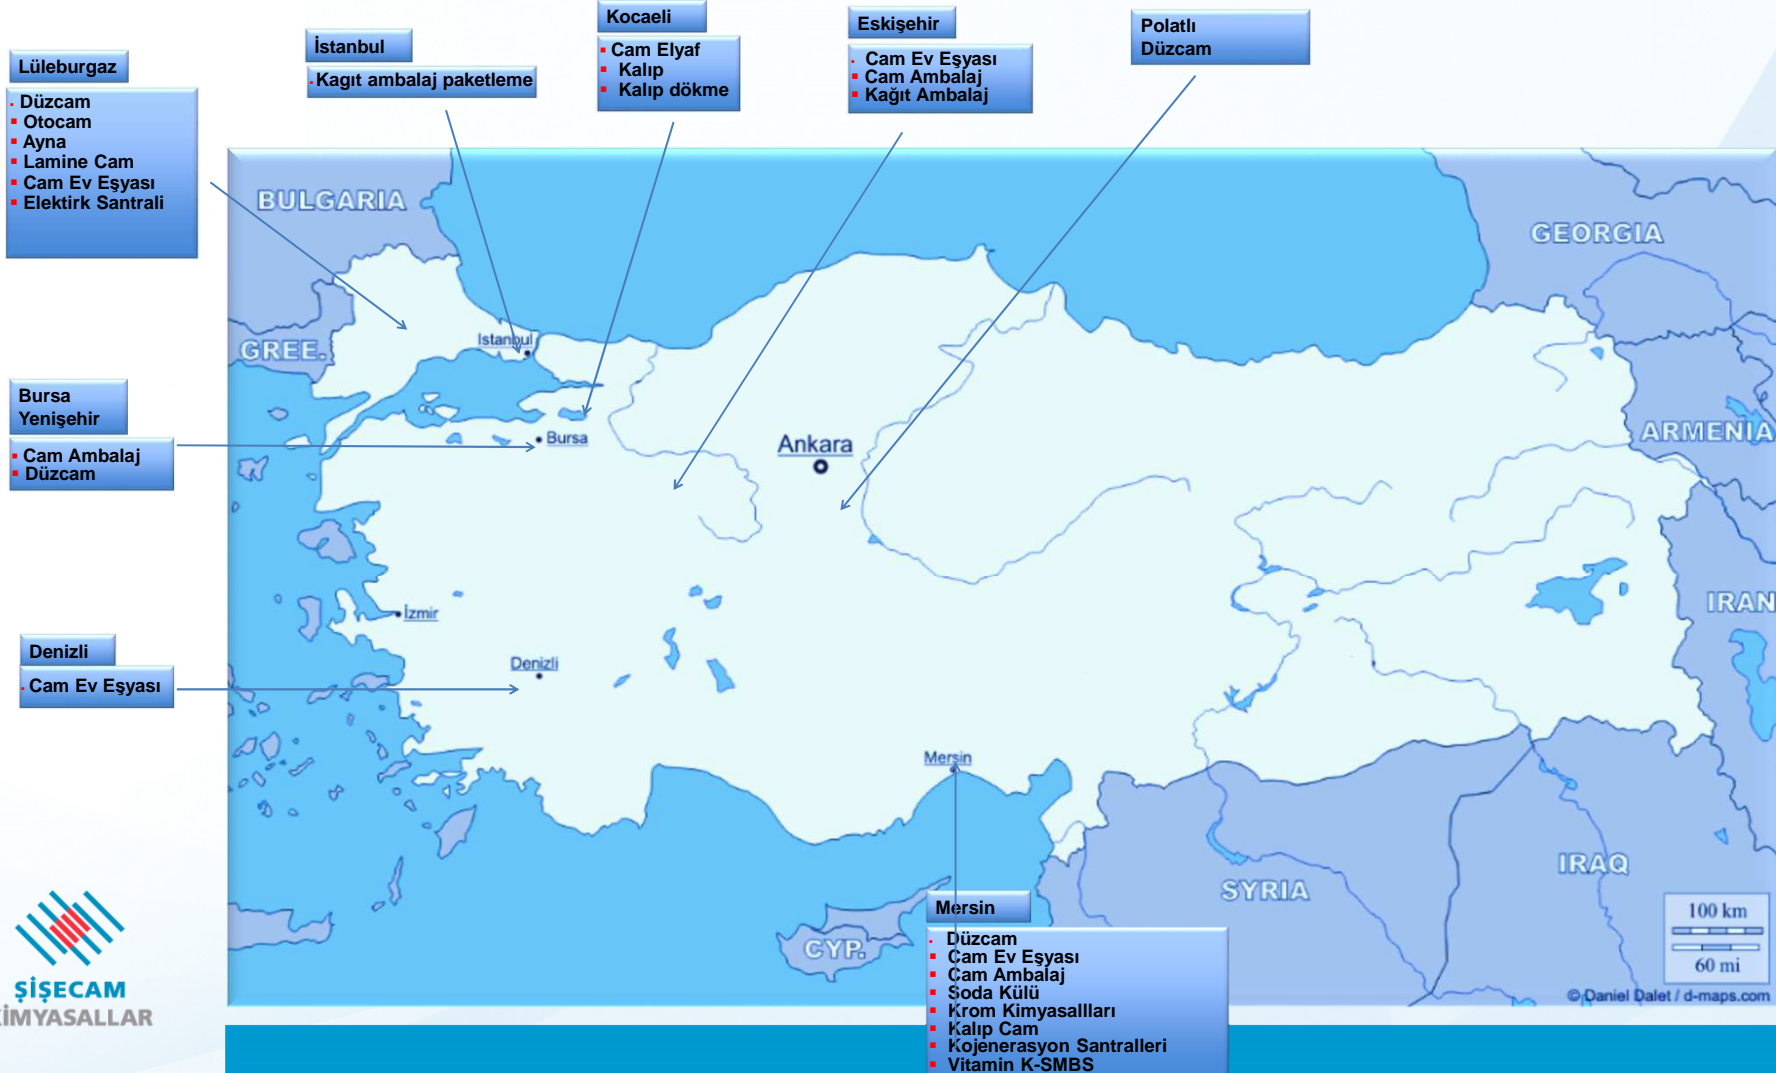 Kocaeli
Cam Elyaf
Kalıp
Kalıp dökme
Eskişehir
Cam Ev Eşyası
Cam Ambalaj
Kağıt Ambalaj
Polatlı
Düzcam
İstanbul
Kagıt ambalaj paketleme
Lüleburgaz
Düzcam
Otocam
Ayna
Lamine Cam
Cam Ev Eşyası
Elektirk Santrali
BULGARIA
GEORGIA
Istanbul
GREE.
Bursa
Yenişehir
Cam Ambalaj
Düzcam
Bursa
Ankara
ARMENIA
İzmir
IRAN
Denizli
Cam Ev Eşyası
Denizli
Mersin
SYRIA
IRAQ
CYP.
Mersin
Düzcam
Cam Ev Eşyası
Cam Ambalaj
Soda Külü
Krom Kimyasallları
Kalıp Cam
Kojenerasyon Santralleri
Vitamin K-SMBS
100 km
60 mi
© Daniel Dalet / d-maps.com
ŞİŞECAM
KİMYASALLAR